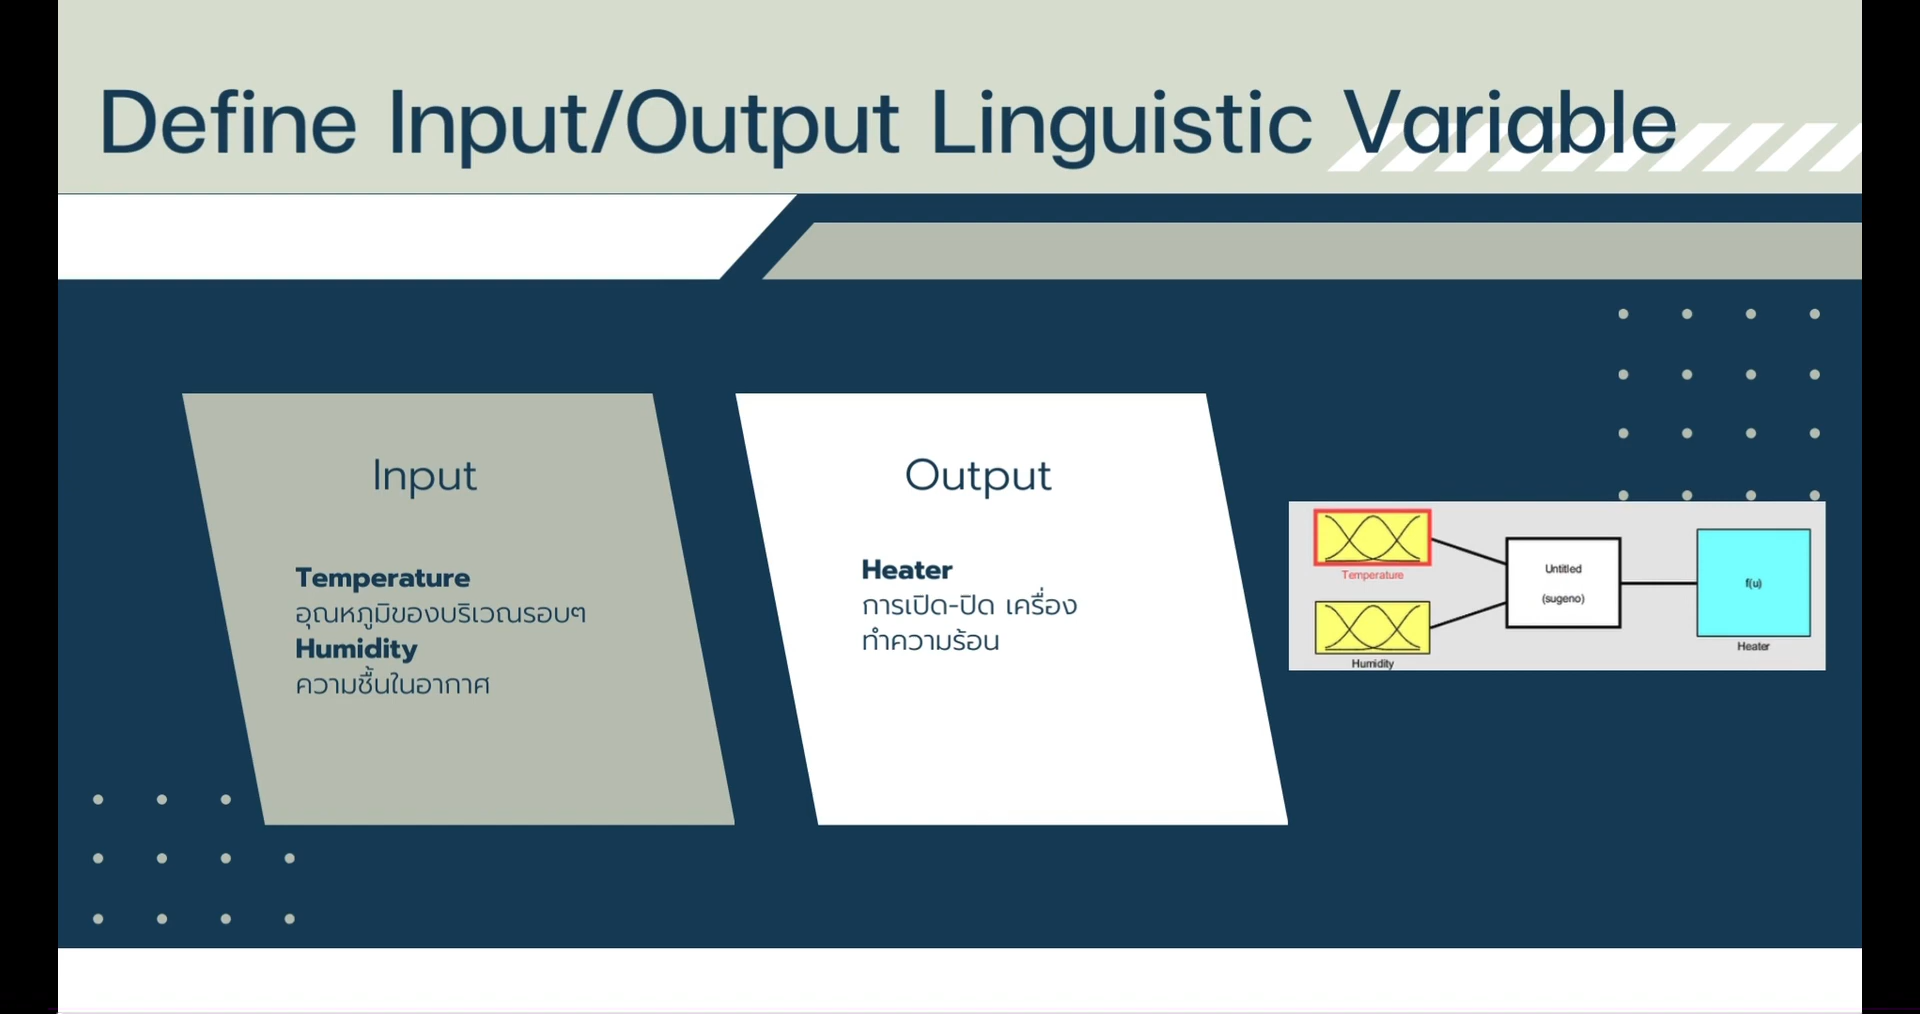 Define Input/Output Linguistic Variable
Input
Temperature
อุณหภูมิของบริเวณรอบๆ
Humidity
ความชื้นในอากาศ
Output
Heater
การเปิด-ปิด เครื่อง
ทำความร้อน
Temperature
Humidity
Untitled
(sugeno)
f(u)
Heater